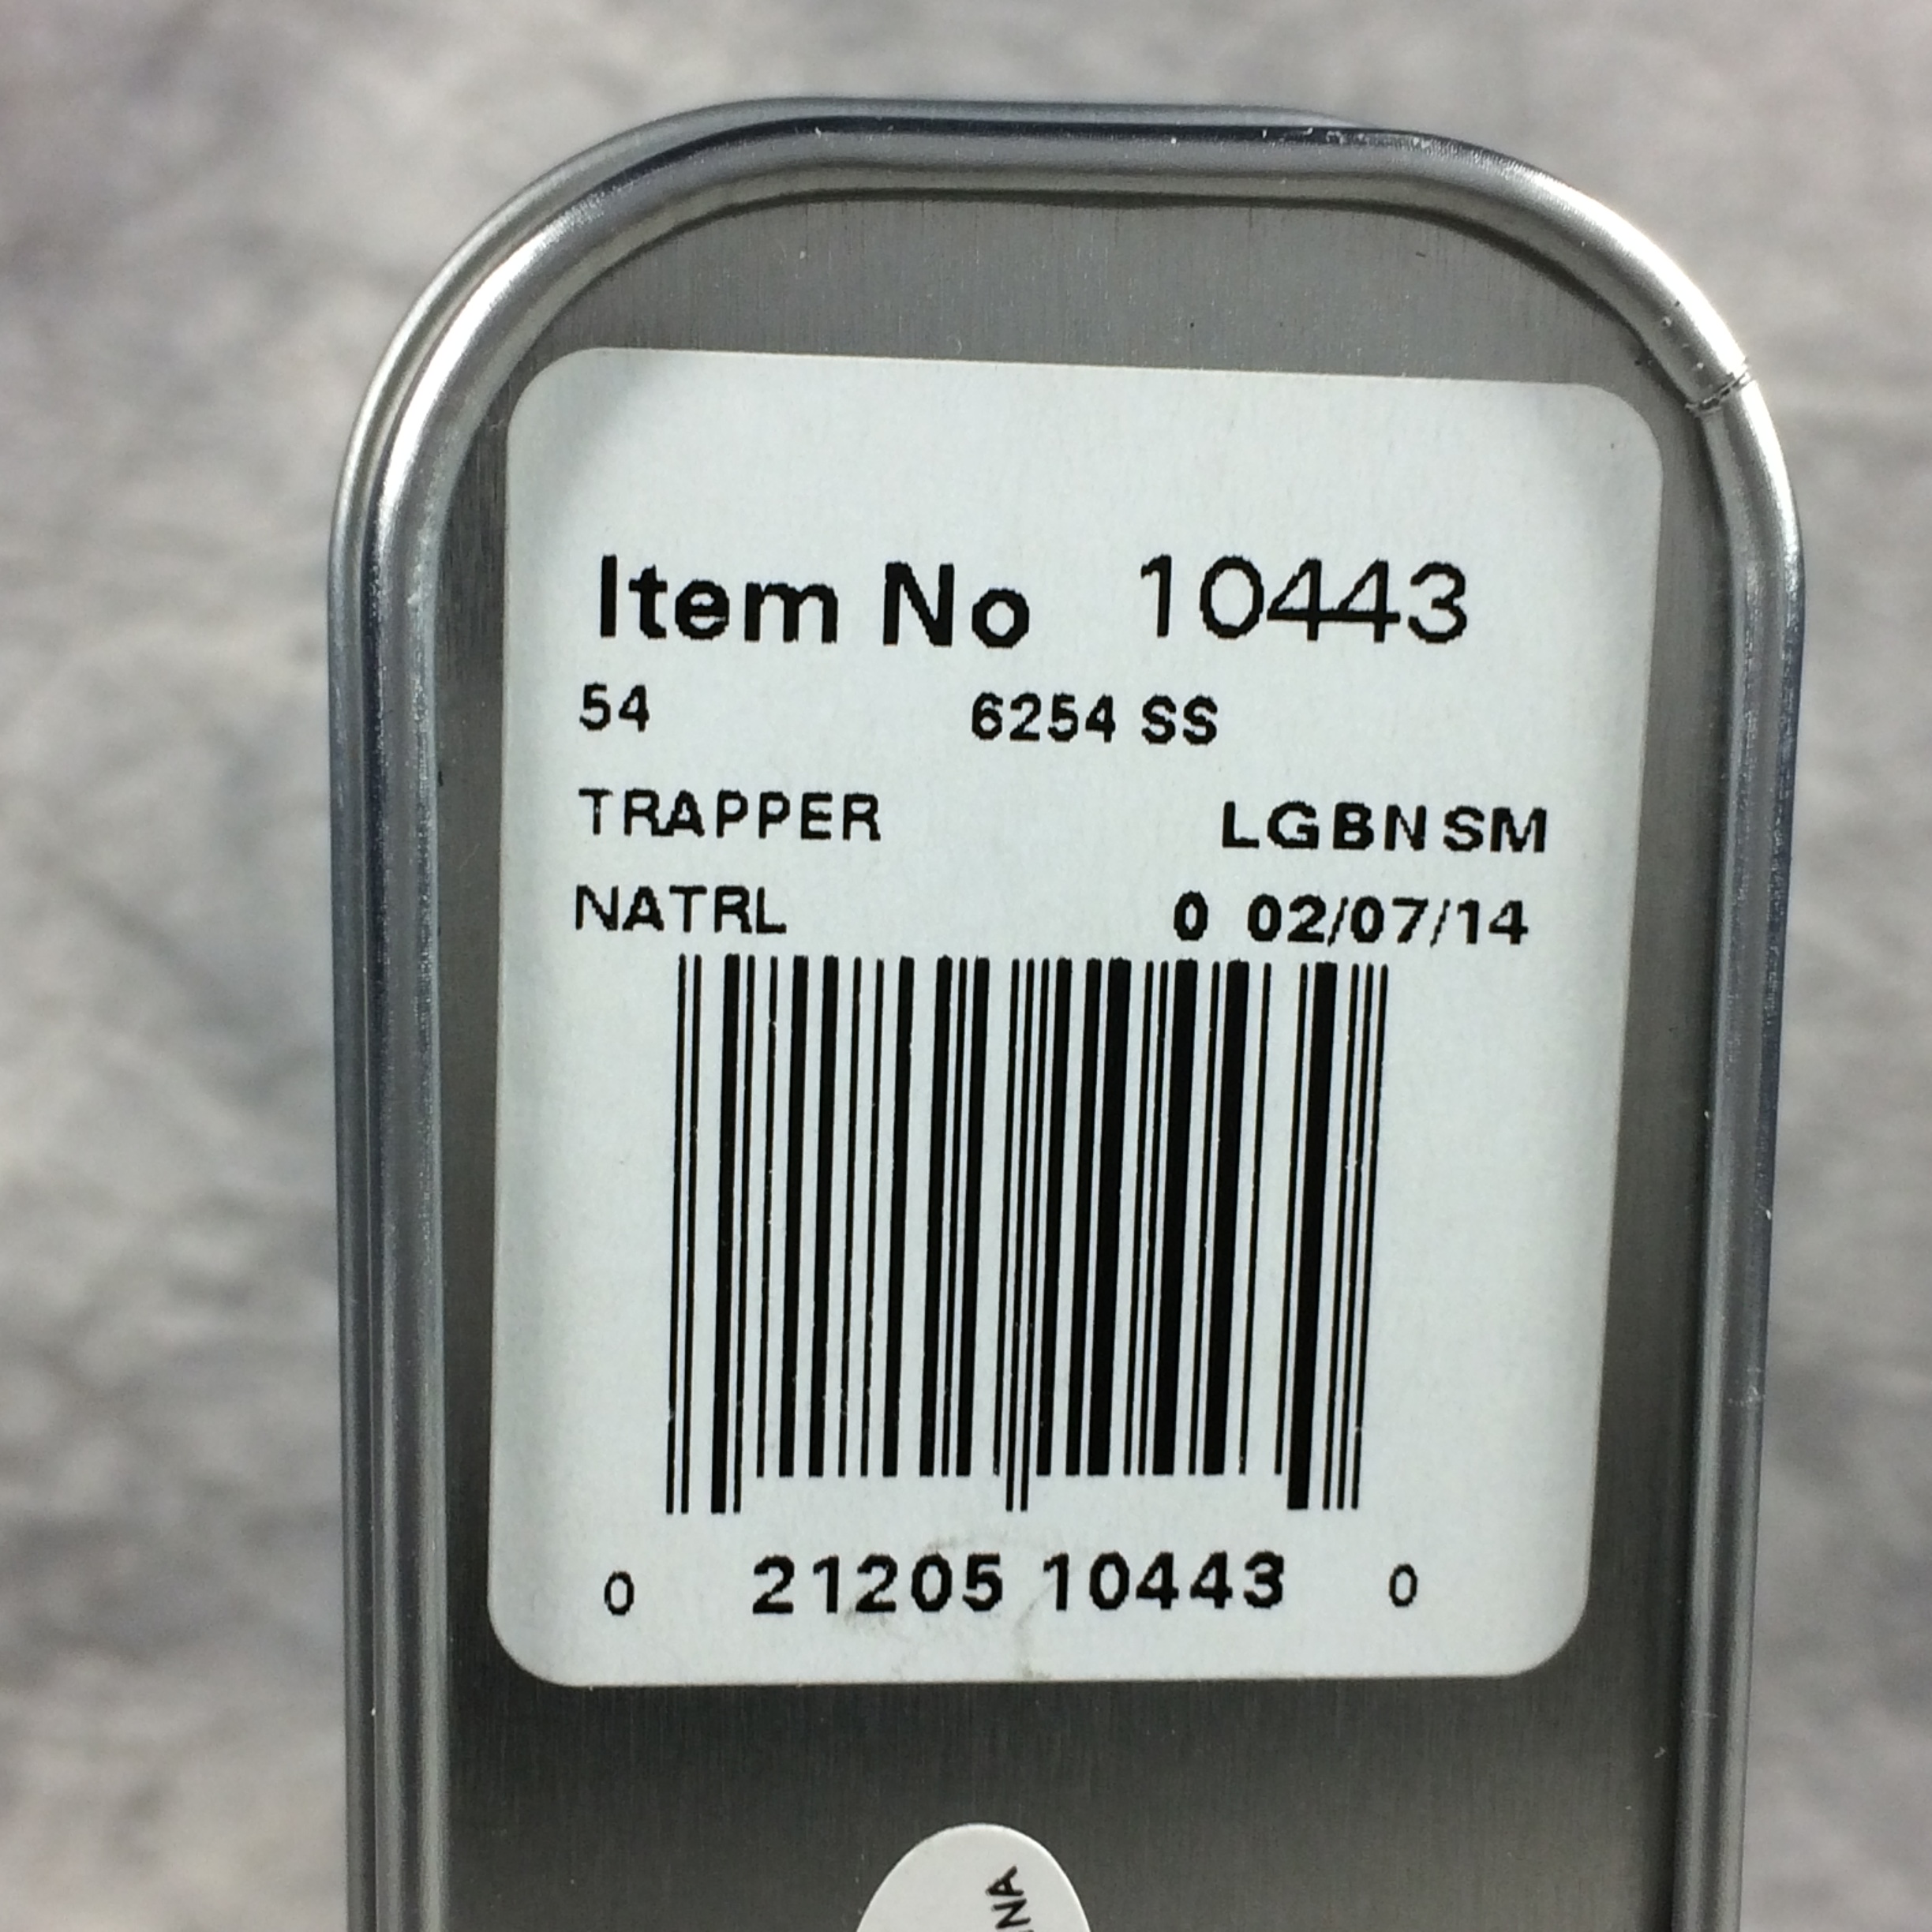 Item No 10443
54 6254 SS
TRAPPER LGBNSM
NATRL 0 02/07/14
0 21205 10443 0